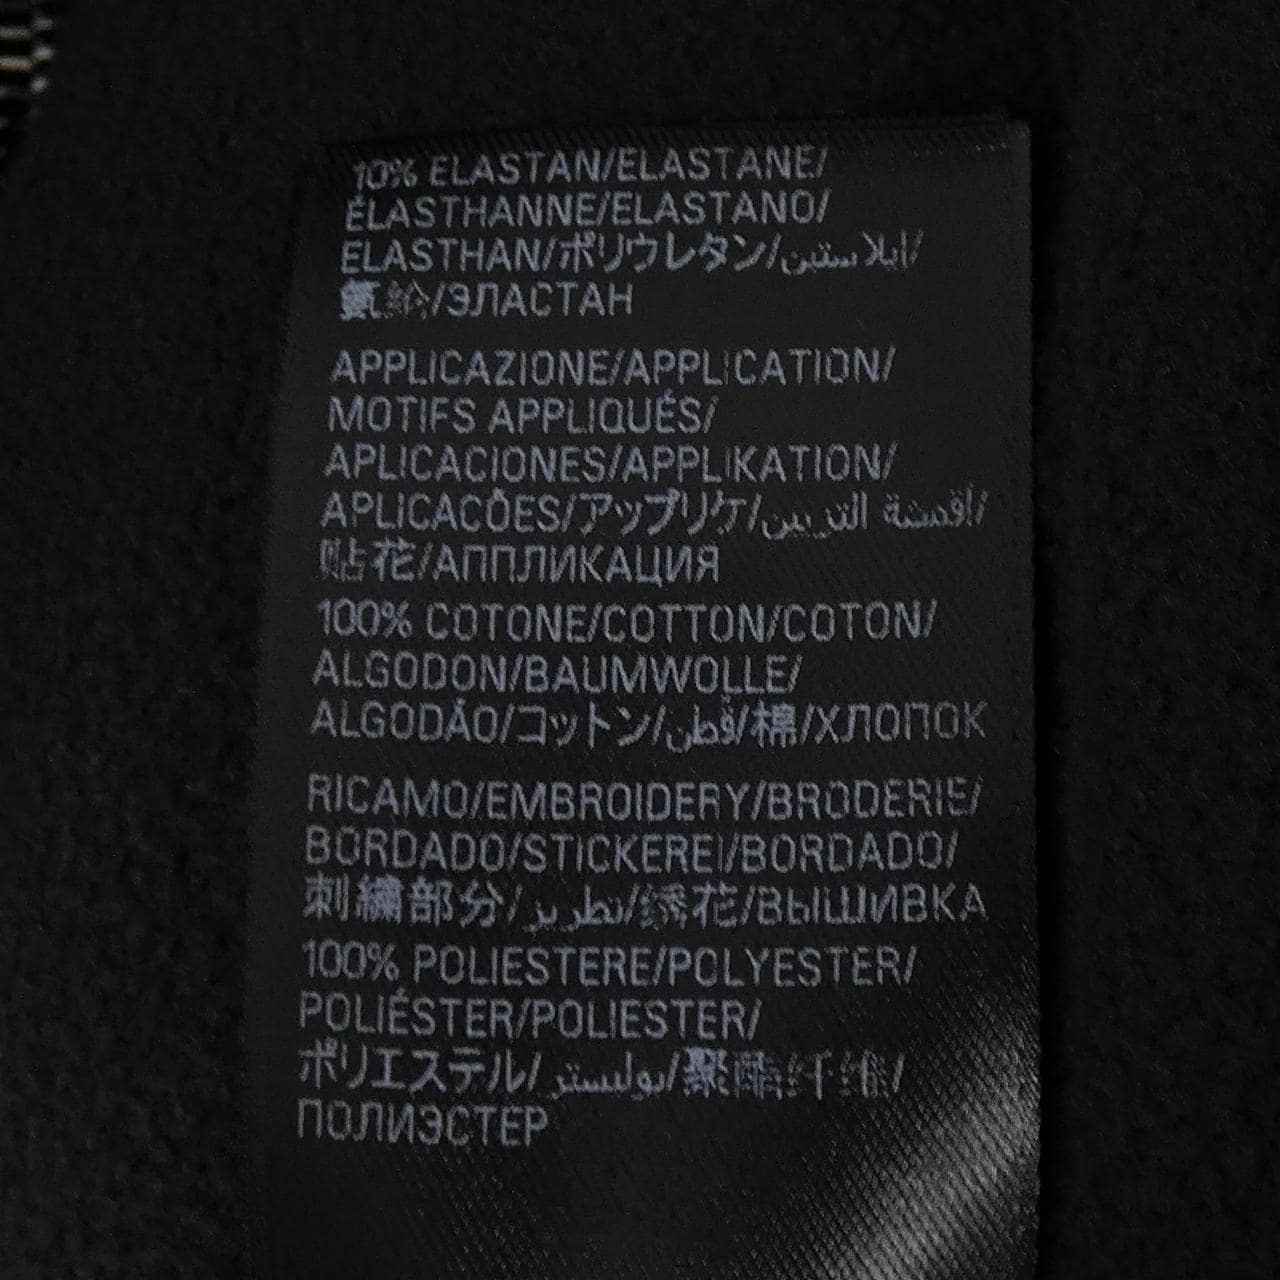 10% ELASTAN/ELASTANE/
ÉLASTHANNE/ELASTANO/
ELASTHAN/ポリウレタン/إيلاستين/
氨纶/ЭЛАСТАН
APPLICAZIONE/APPLICATION/
MOTIFS APPLIQUÉS/
APLICACIONES/APPLIKATION/
APLICACÕES/アップリケ/أقمشة التزيين/
贴花/АППЛИКАЦИЯ
100% COTONE/COTTON/COTON/
ALGODON/BAUMWOLLE/
ALGODÃO/コットン/قطن/棉/ХЛОПОК
RICAMO/EMBROIDERY/BRODERIE/
BORDADO/STICKEREI/BORDADO/
刺繍部分/تطريز/绣花/ВЫШИВКА
100% POLIESTERE/POLYESTER/
POLIÉSTER/POLIESTER/
ポリエステル/بوليستر/聚酯纤维/
ПОЛИЭСТЕР